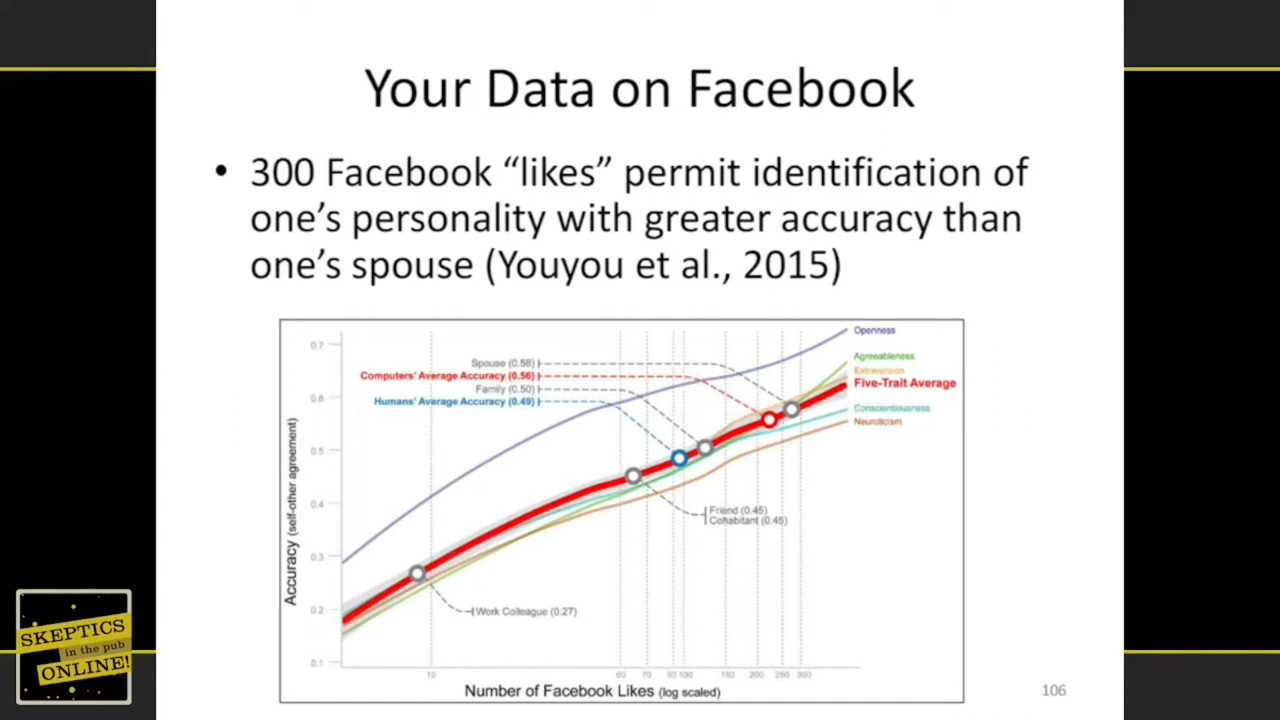 Your Data on Facebook
• 300 Facebook “likes” permit identification of
one’s personality with greater accuracy than
one’s spouse (Youyou et al., 2015)
0.7
0.6
0.5
0.4
0.3
0.2
0.1
Accuracy (self-other agreement)
Spouse (0.58)
Computers' Average Accuracy (0.56)
Family (0.50)
Humans' Average Accuracy (0.49)
Openness
Agreeableness
Extraversion
Five-Trait Average
Conscientiousness
Neuroticism
Friend (0.45)
Cohabitant (0.45)
Work Colleague (0.27)
10 60 70 90 100 150 200 250 300
Number of Facebook Likes (log scaled)
SKEPTICS
in the pub
ONLINE!
106